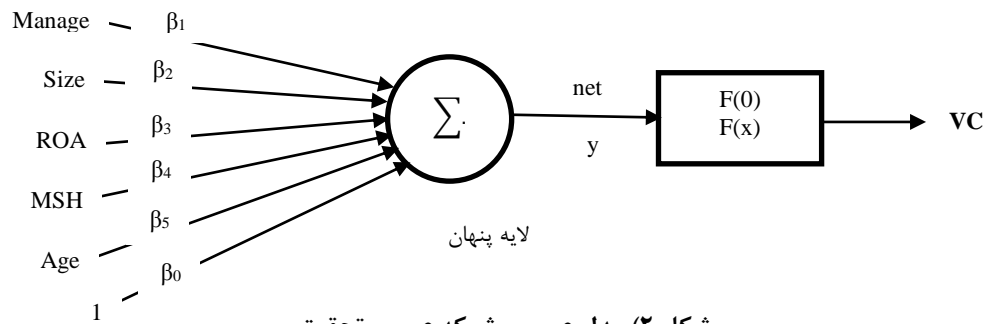 Manage β1
Size β2
ROA β3
MSH β4
Age β5
1 β0
∑.
net
y
F(0)
F(x)
VC
لایه پنهان